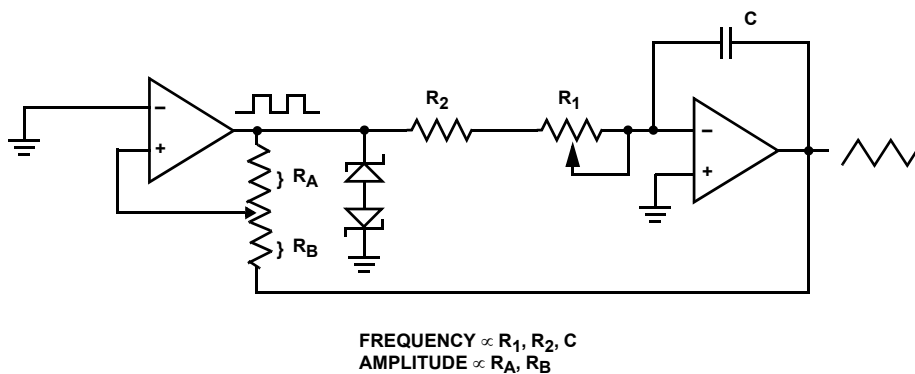 C
R2
R1
−
+
RA
RB
−
+
}
}
FREQUENCY ∝ R1, R2, C
AMPLITUDE ∝ RA, RB